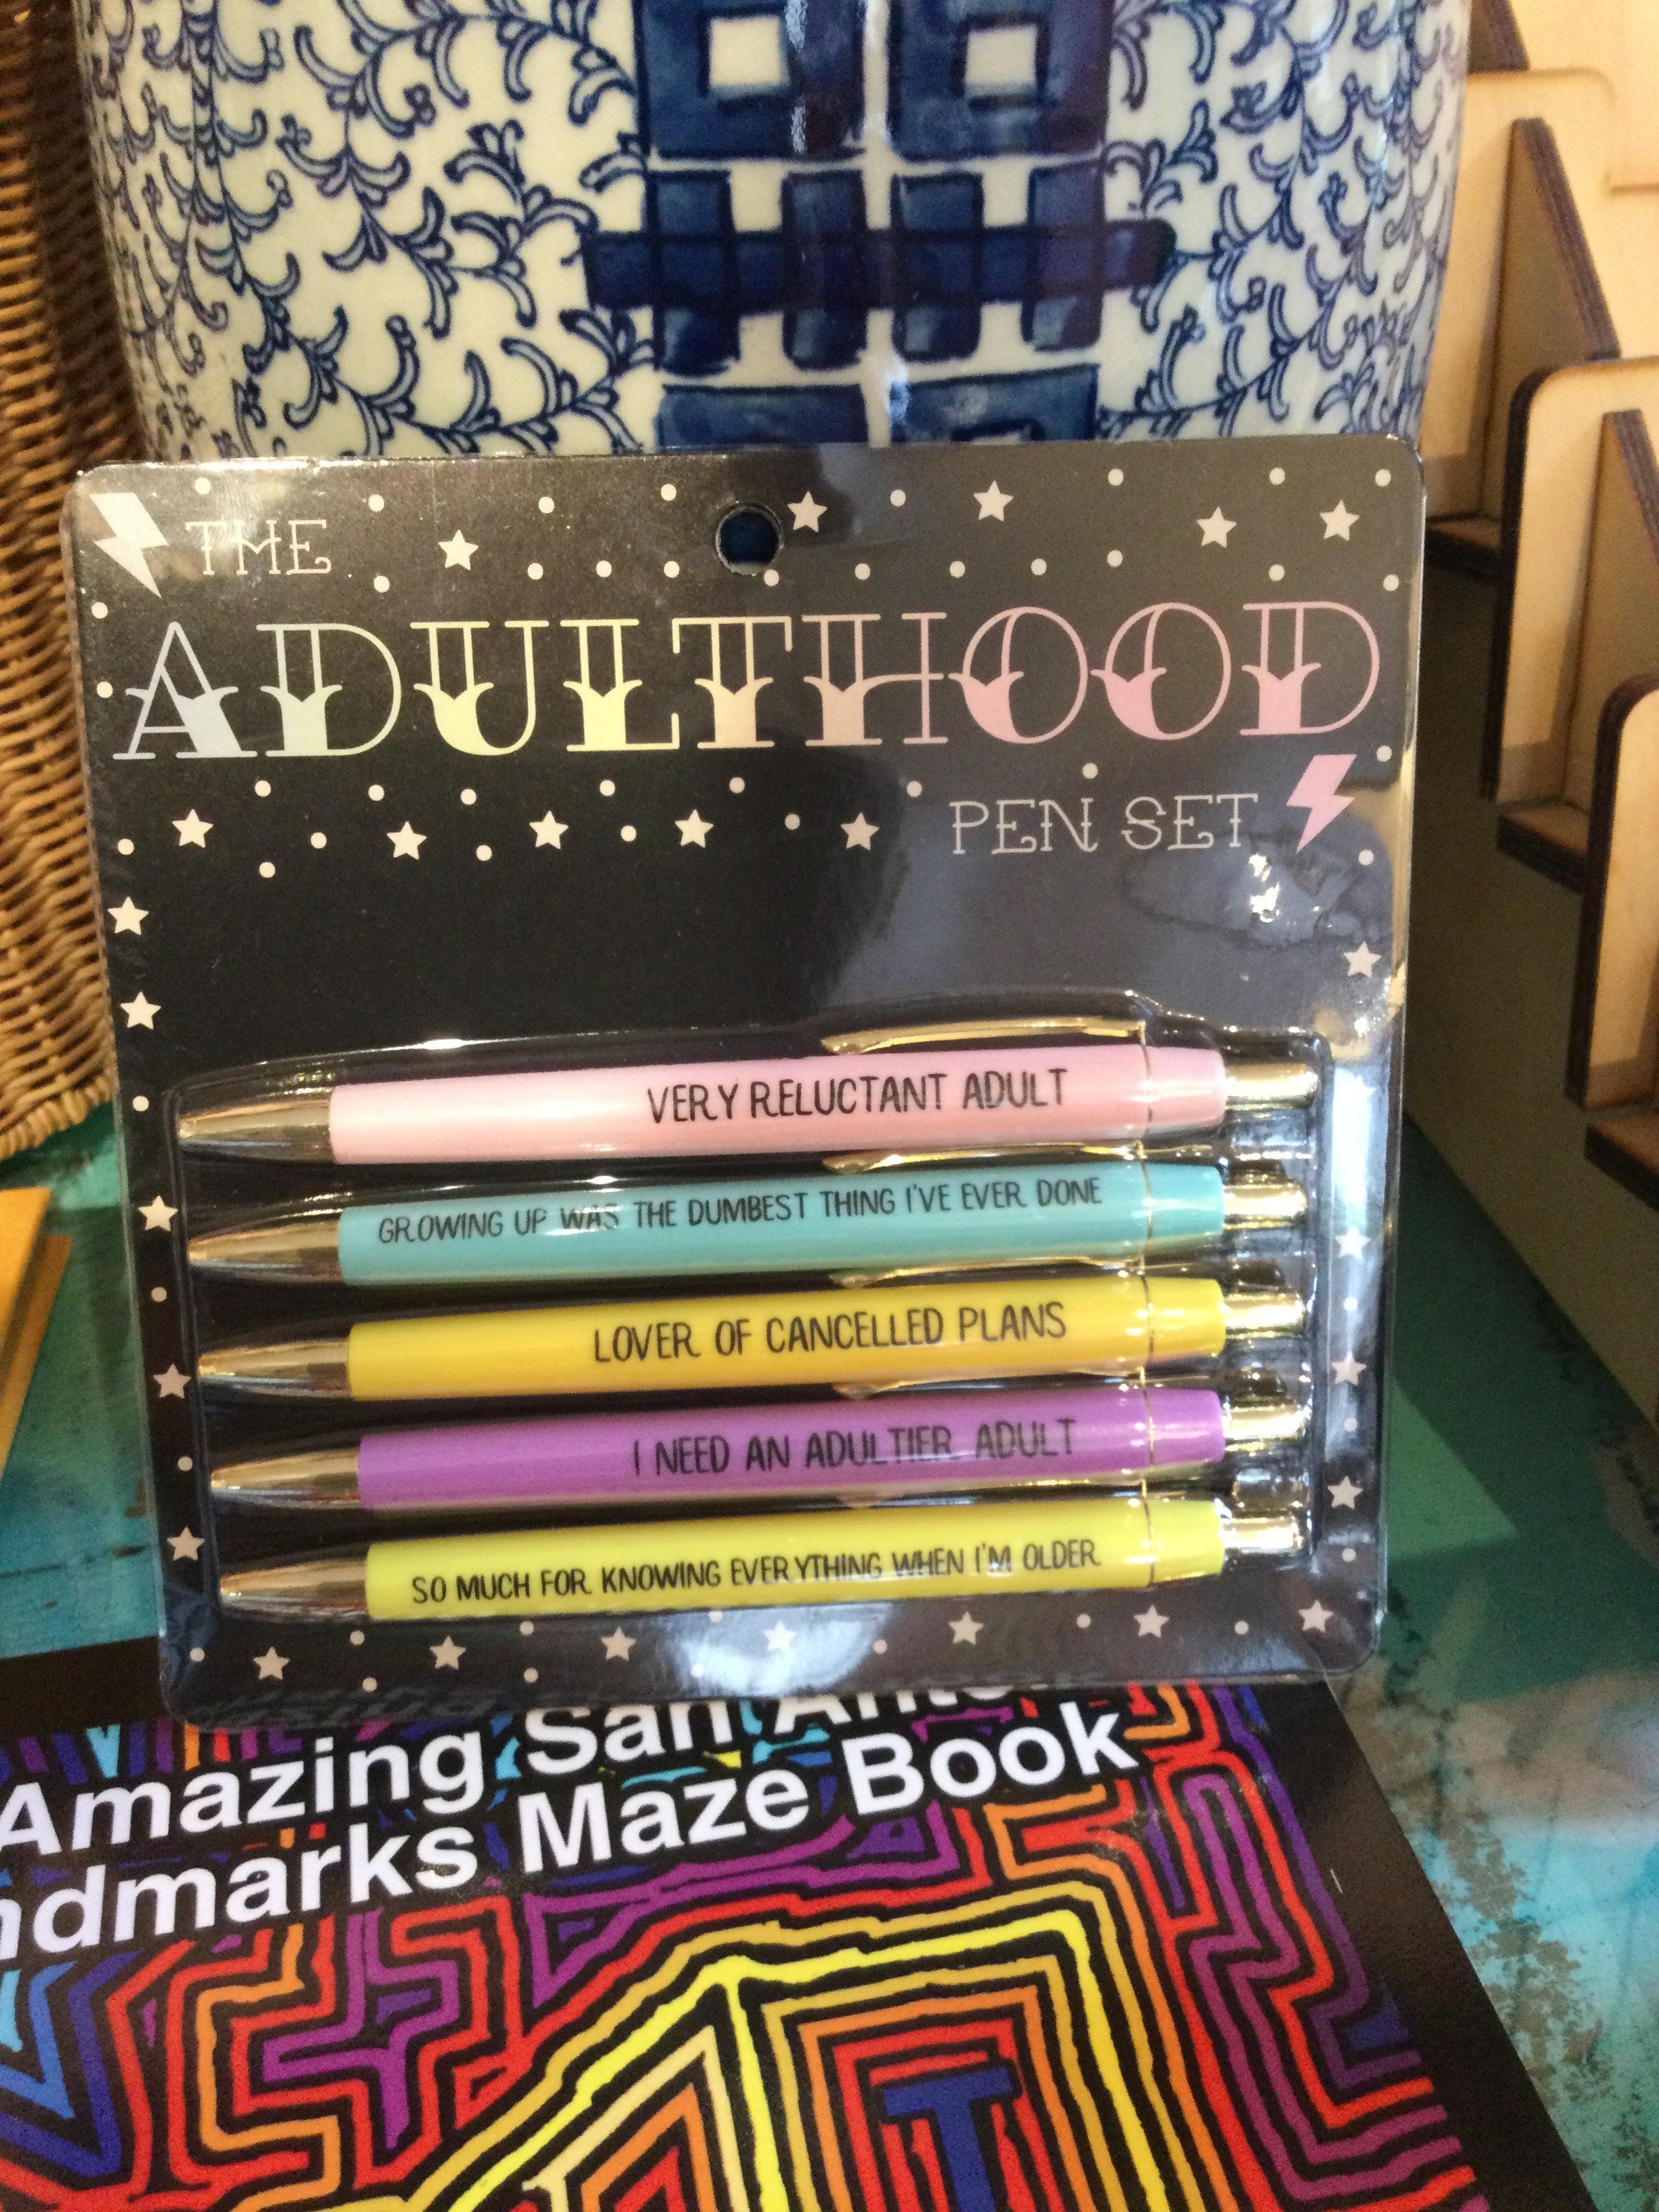 THE
ADULTHOOD
PEN SET
VERY RELUCTANT ADULT
GROWING UP WAS THE DUMBEST THING I'VE EVER DONE
LOVER OF CANCELLED PLANS
I NEED AN ADULTIER ADULT
SO MUCH FOR KNOWING EVERYTHING WHEN I'M OLDER
Amazing San
Maze Book